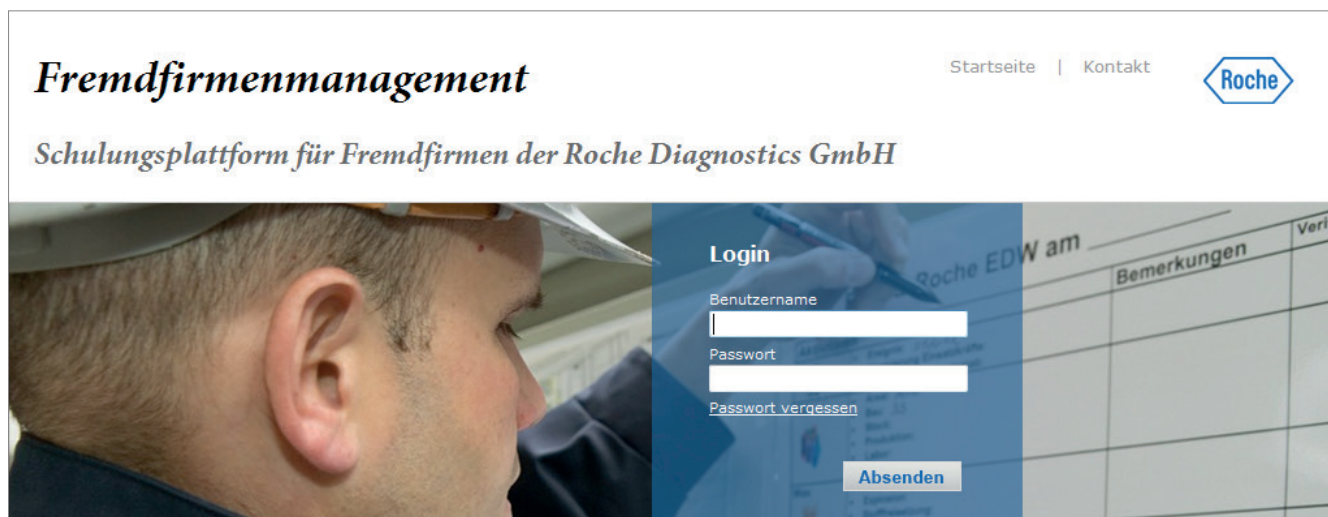 Fremdfirmenmanagement
Startseite | Kontakt
Roche
Schulungsplattform für Fremdfirmen der Roche Diagnostics GmbH
Login
Benutzername
Passwort
Passwort vergessen
Absenden
Roche EDW am
Bemerkungen